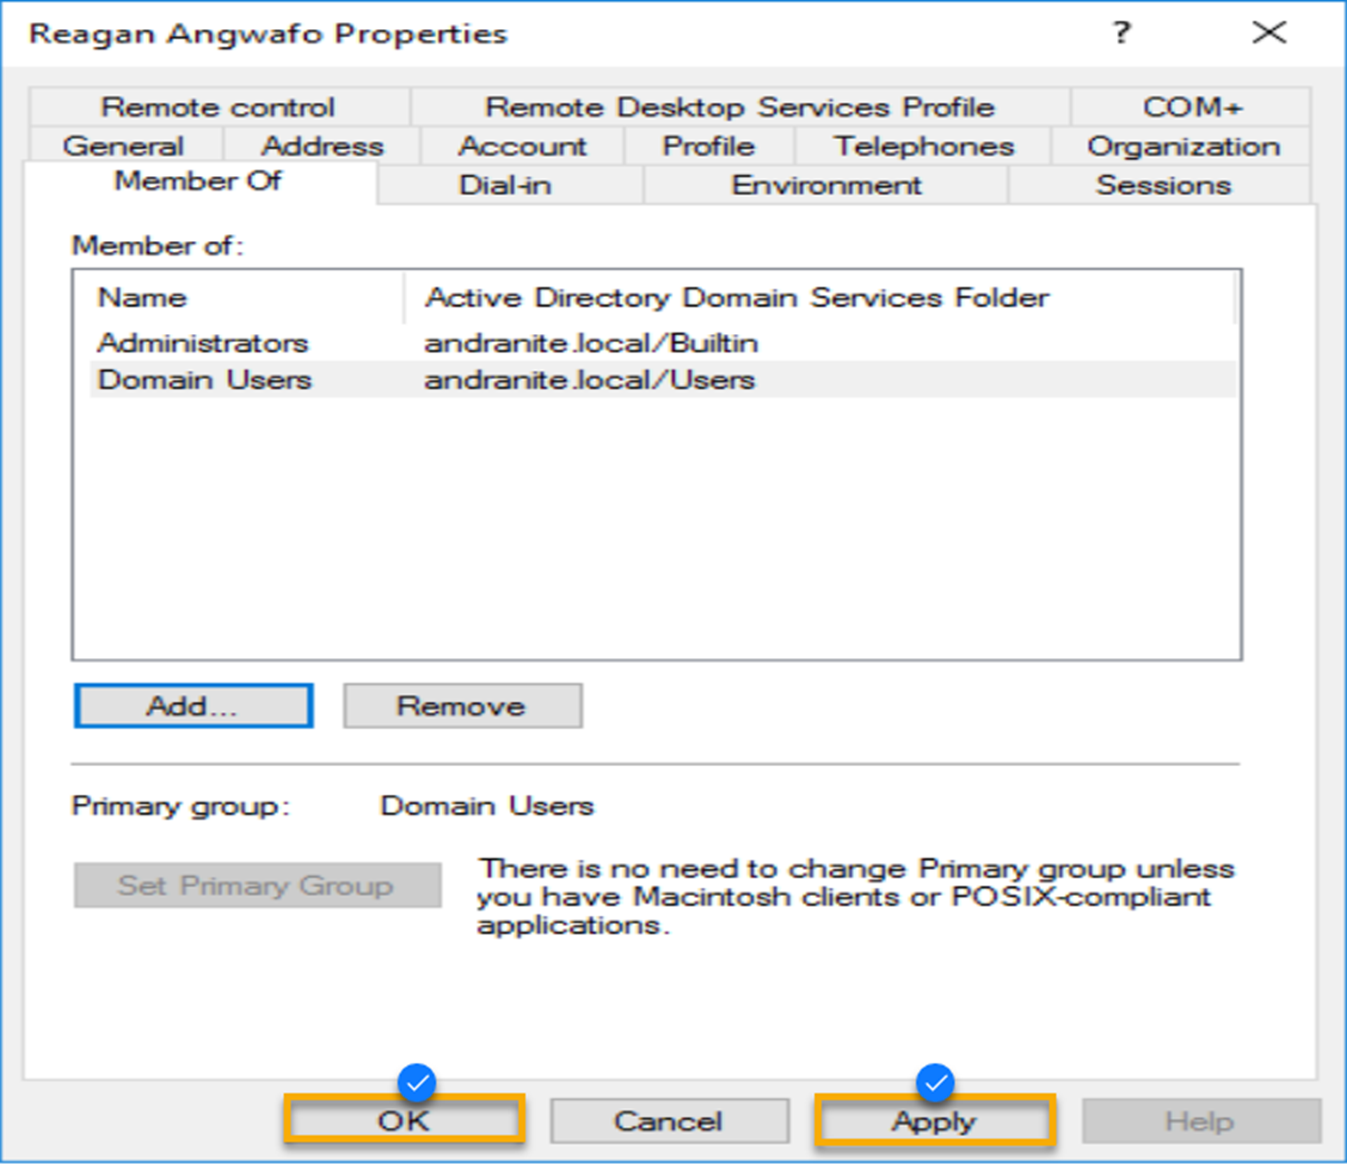 Reagan Angwafo Properties
?
Remote control Remote Desktop Services Profile COM+
General Address Account Profile Telephones Organization
Member Of Dial-in Environment Sessions
Member of:
Name Active Directory Domain Services Folder
Administrators andranite.local/Builtin
Domain Users andranite.local/Users
Add... Remove
Primary group: Domain Users
Set Primary Group
There is no need to change Primary group unless
you have Macintosh clients or POSIX-compliant
applications.
OK Cancel Apply Help